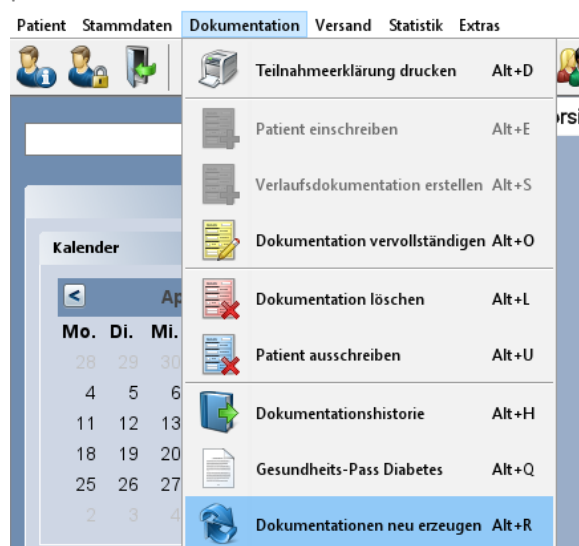 Patient Stammdaten Dokumentation Versand Statistik Extras
Teilnahmeerklärung drucken Alt+D
Patient einschreiben Alt+E
Verlaufsdokumentation erstellen Alt+S
Dokumentation vervollständigen Alt+O
Kalender
Dokumentation löschen Alt+L
< Ap
Mo. Di. Mi.
Patient ausschreiben Alt+U
28 29 30
4 5 6
Dokumentationshistorie Alt+H
11 12 13
18 19 20
Gesundheits-Pass Diabetes Alt+Q
25 26 27
2 3 4
Dokumentationen neu erzeugen Alt+R